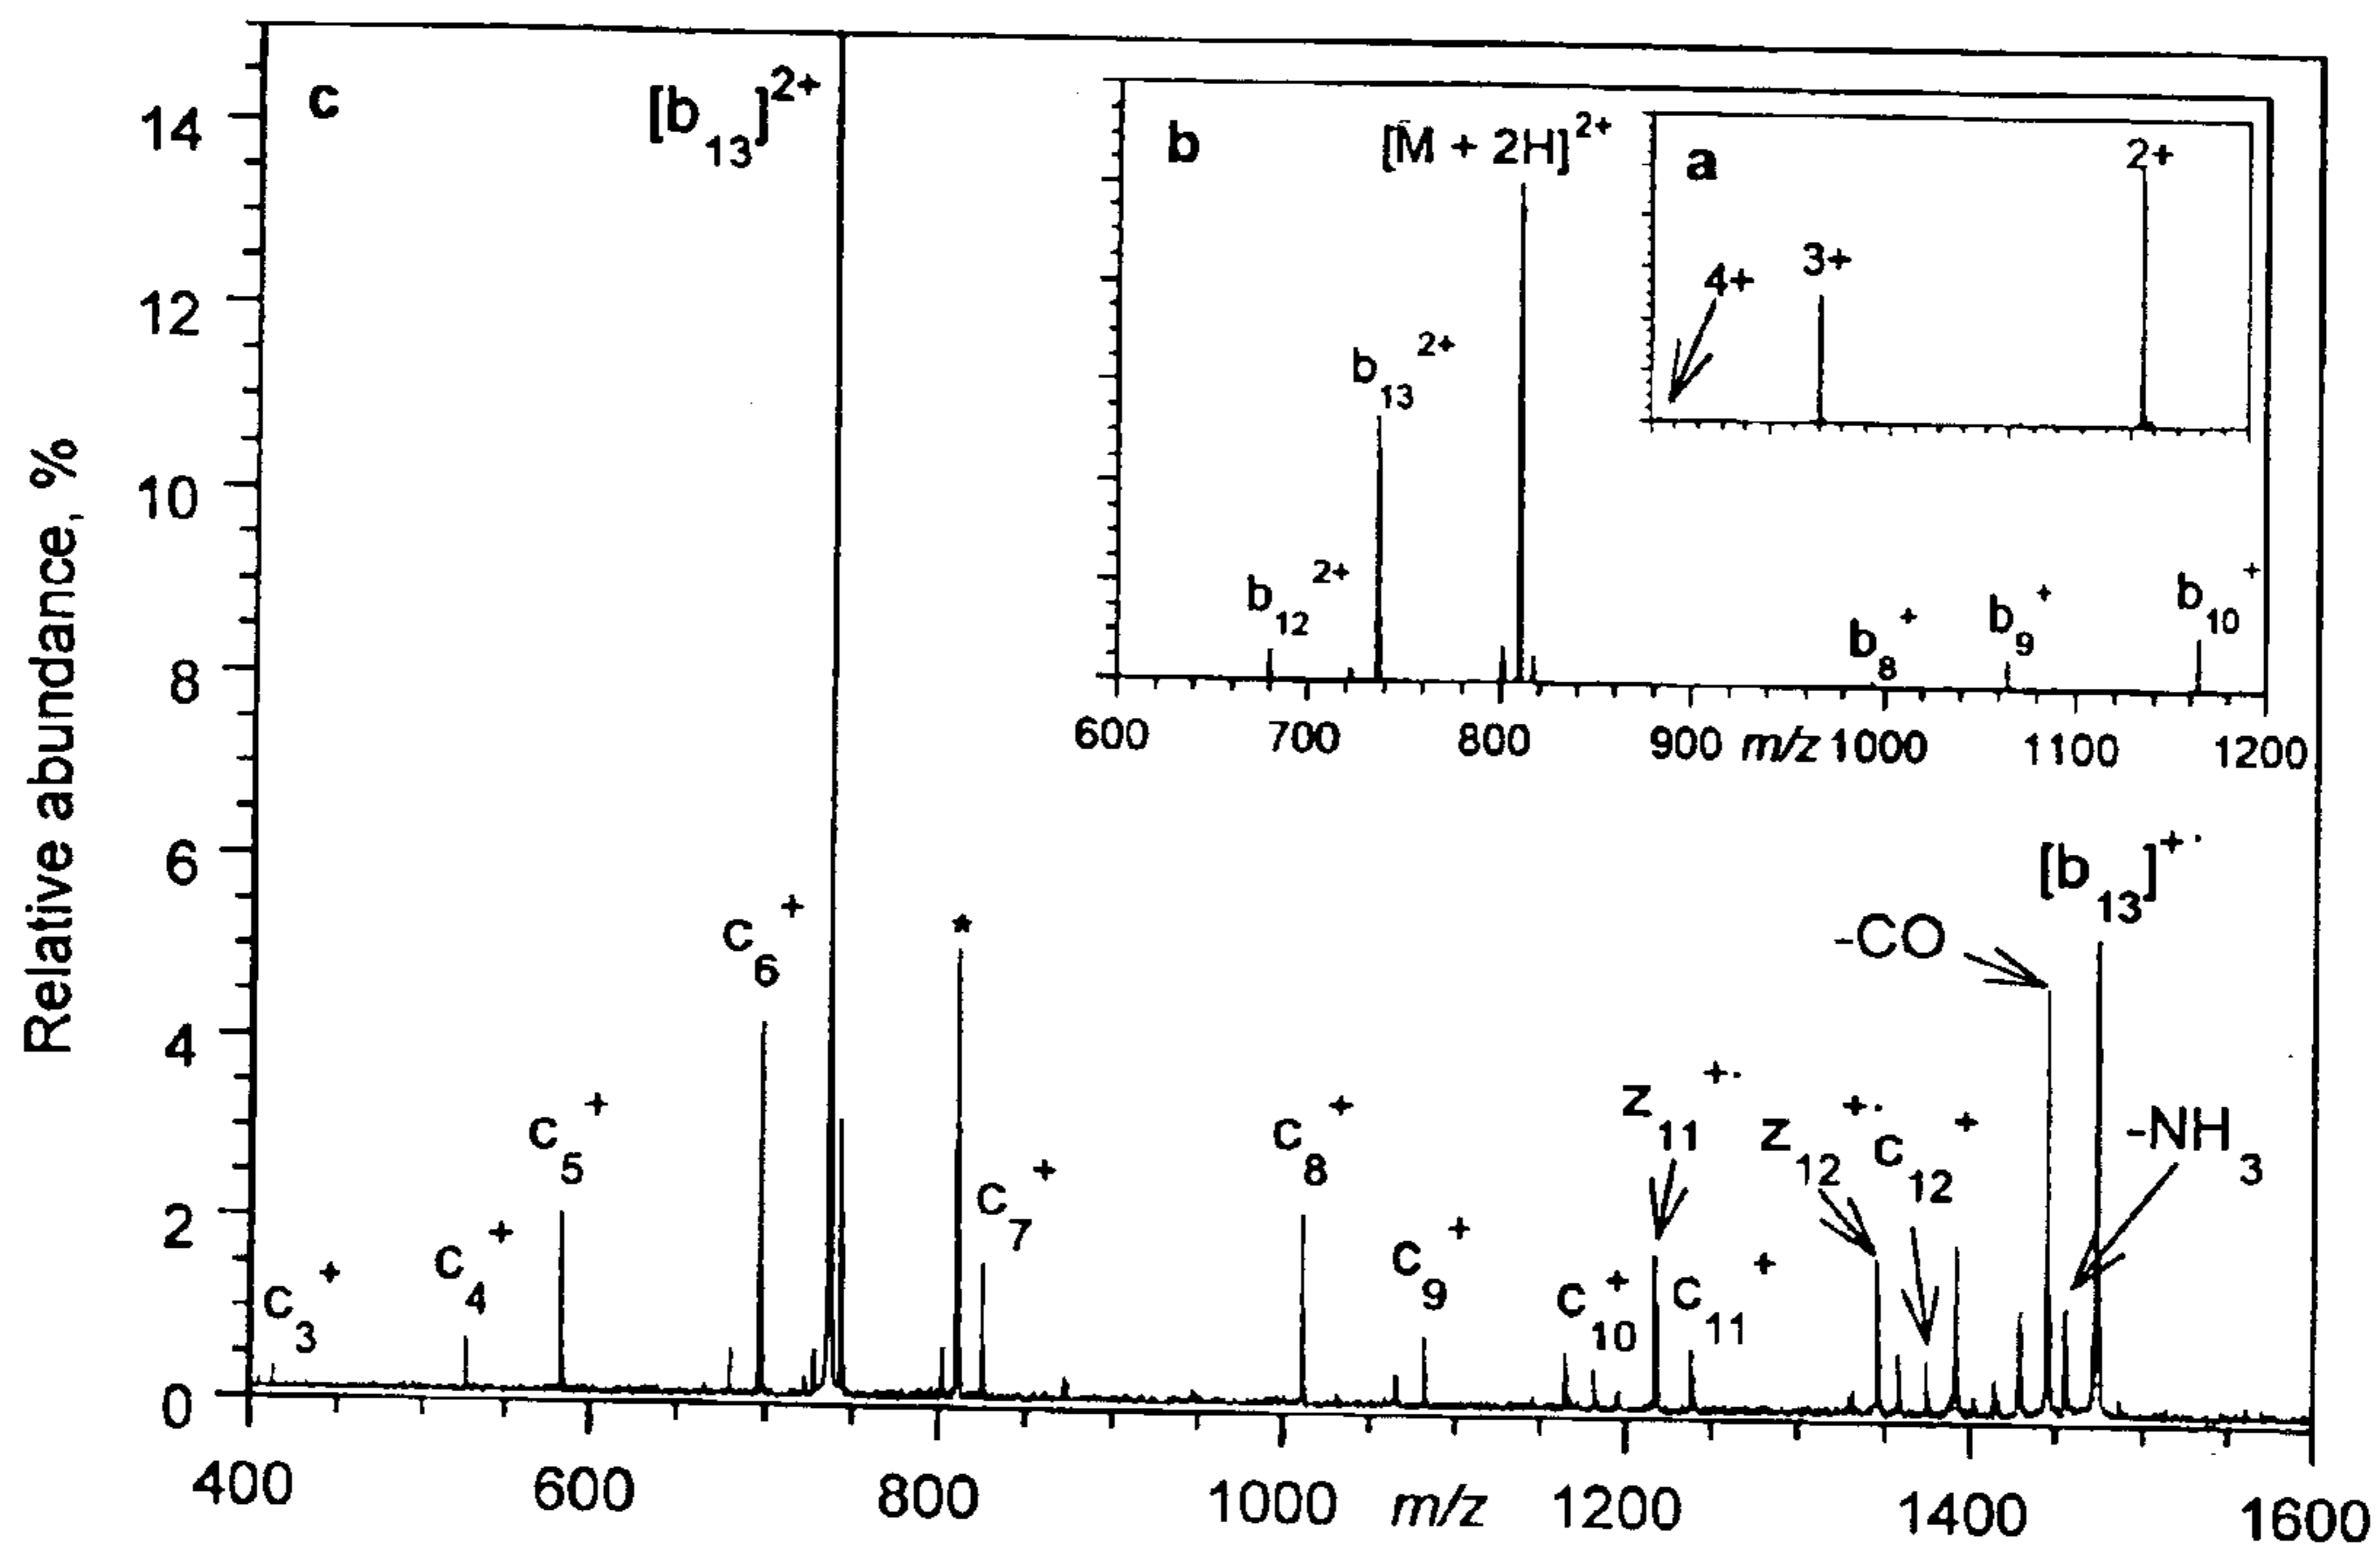 c
[b13]2+
b
[M + 2H]2+
a
2+
3+
4+
b13 2+
b12 2+
b8 +
b9 +
b10 +
600 700 800 900 m/z 1000 1100 1200
Relative abundance, %
14
12
10
8
6
4
2
0
c3 +
c4 +
c5 +
c6 +
*
c7 +
c8 +
c9 +
c10 +
z11 +·
c11 +
z12 +·
c12 +
+
-CO
[b13]+·
-NH3
400 600 800 1000 m/z 1200 1400 1600